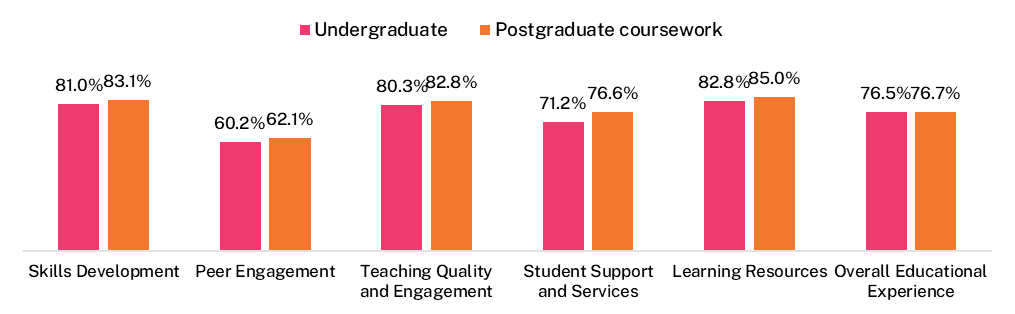 Undergraduate Postgraduate coursework
81.0% 83.1% 60.2% 62.1% 80.3% 82.8% 71.2% 76.6% 82.8% 85.0% 76.5% 76.7%
Skills Development Peer Engagement Teaching Quality Student Support Learning Resources Overall Educational
and Engagement and Services Experience